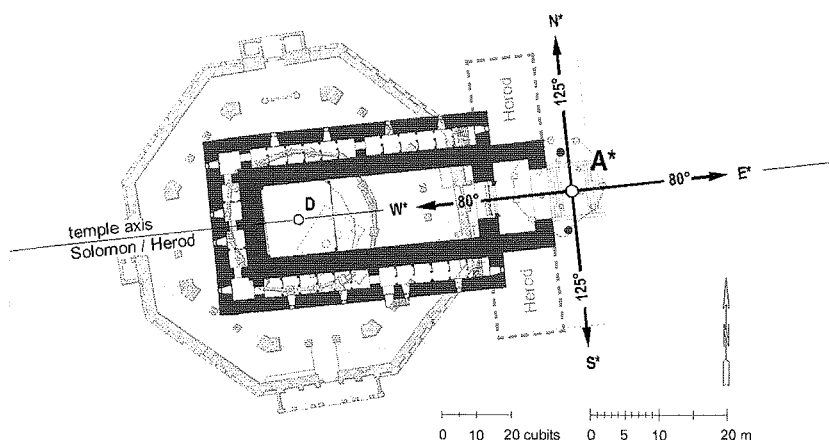 N*
125°
Herod
A*
80°
E*
D
W*
80°
temple axis
Solomon / Herod
Herod
125°
S*
0 10 20 cubits
0 5 10 20 m